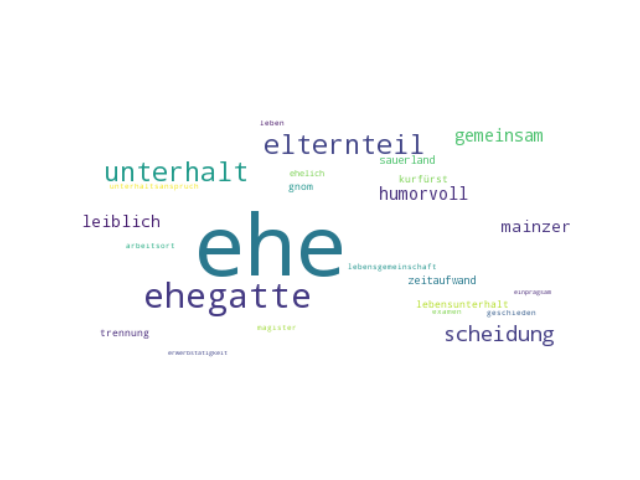 leben
gemeinsam
elternteil
sauerland
unterhalt
ehelich
kurfürst
unterhaltsanspruch
gnom
humorvoll
leiblich
mainzer
ehe
arbeitsort
lebensgemeinschaft
zeitaufwand
ehegatte
einprägsam
lebensunterhalt
examen
geschieden
magister
trennung
scheidung
erwerbstätigkeit